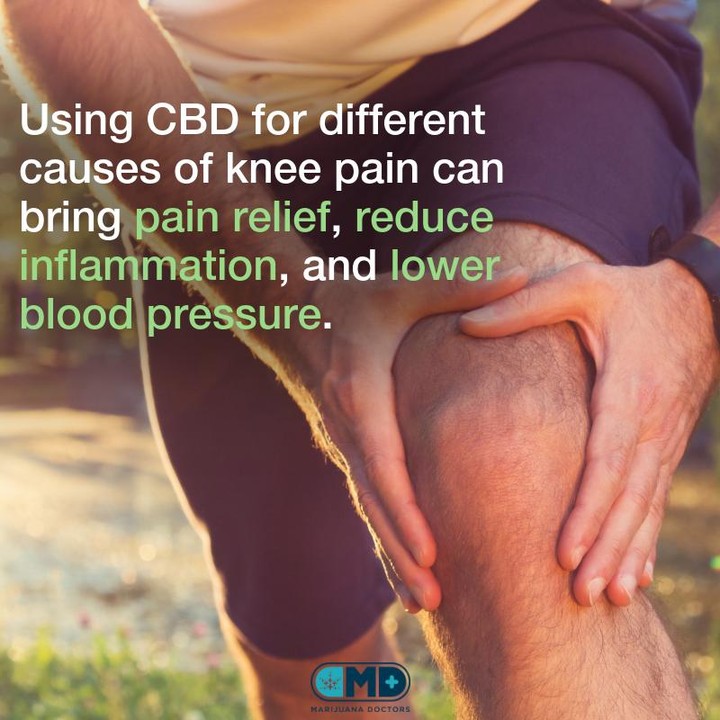 Using CBD for different
causes of knee pain can
bring pain relief, reduce
inflammation, and lower
blood pressure.
MD
MARIJUANA DOCTORS